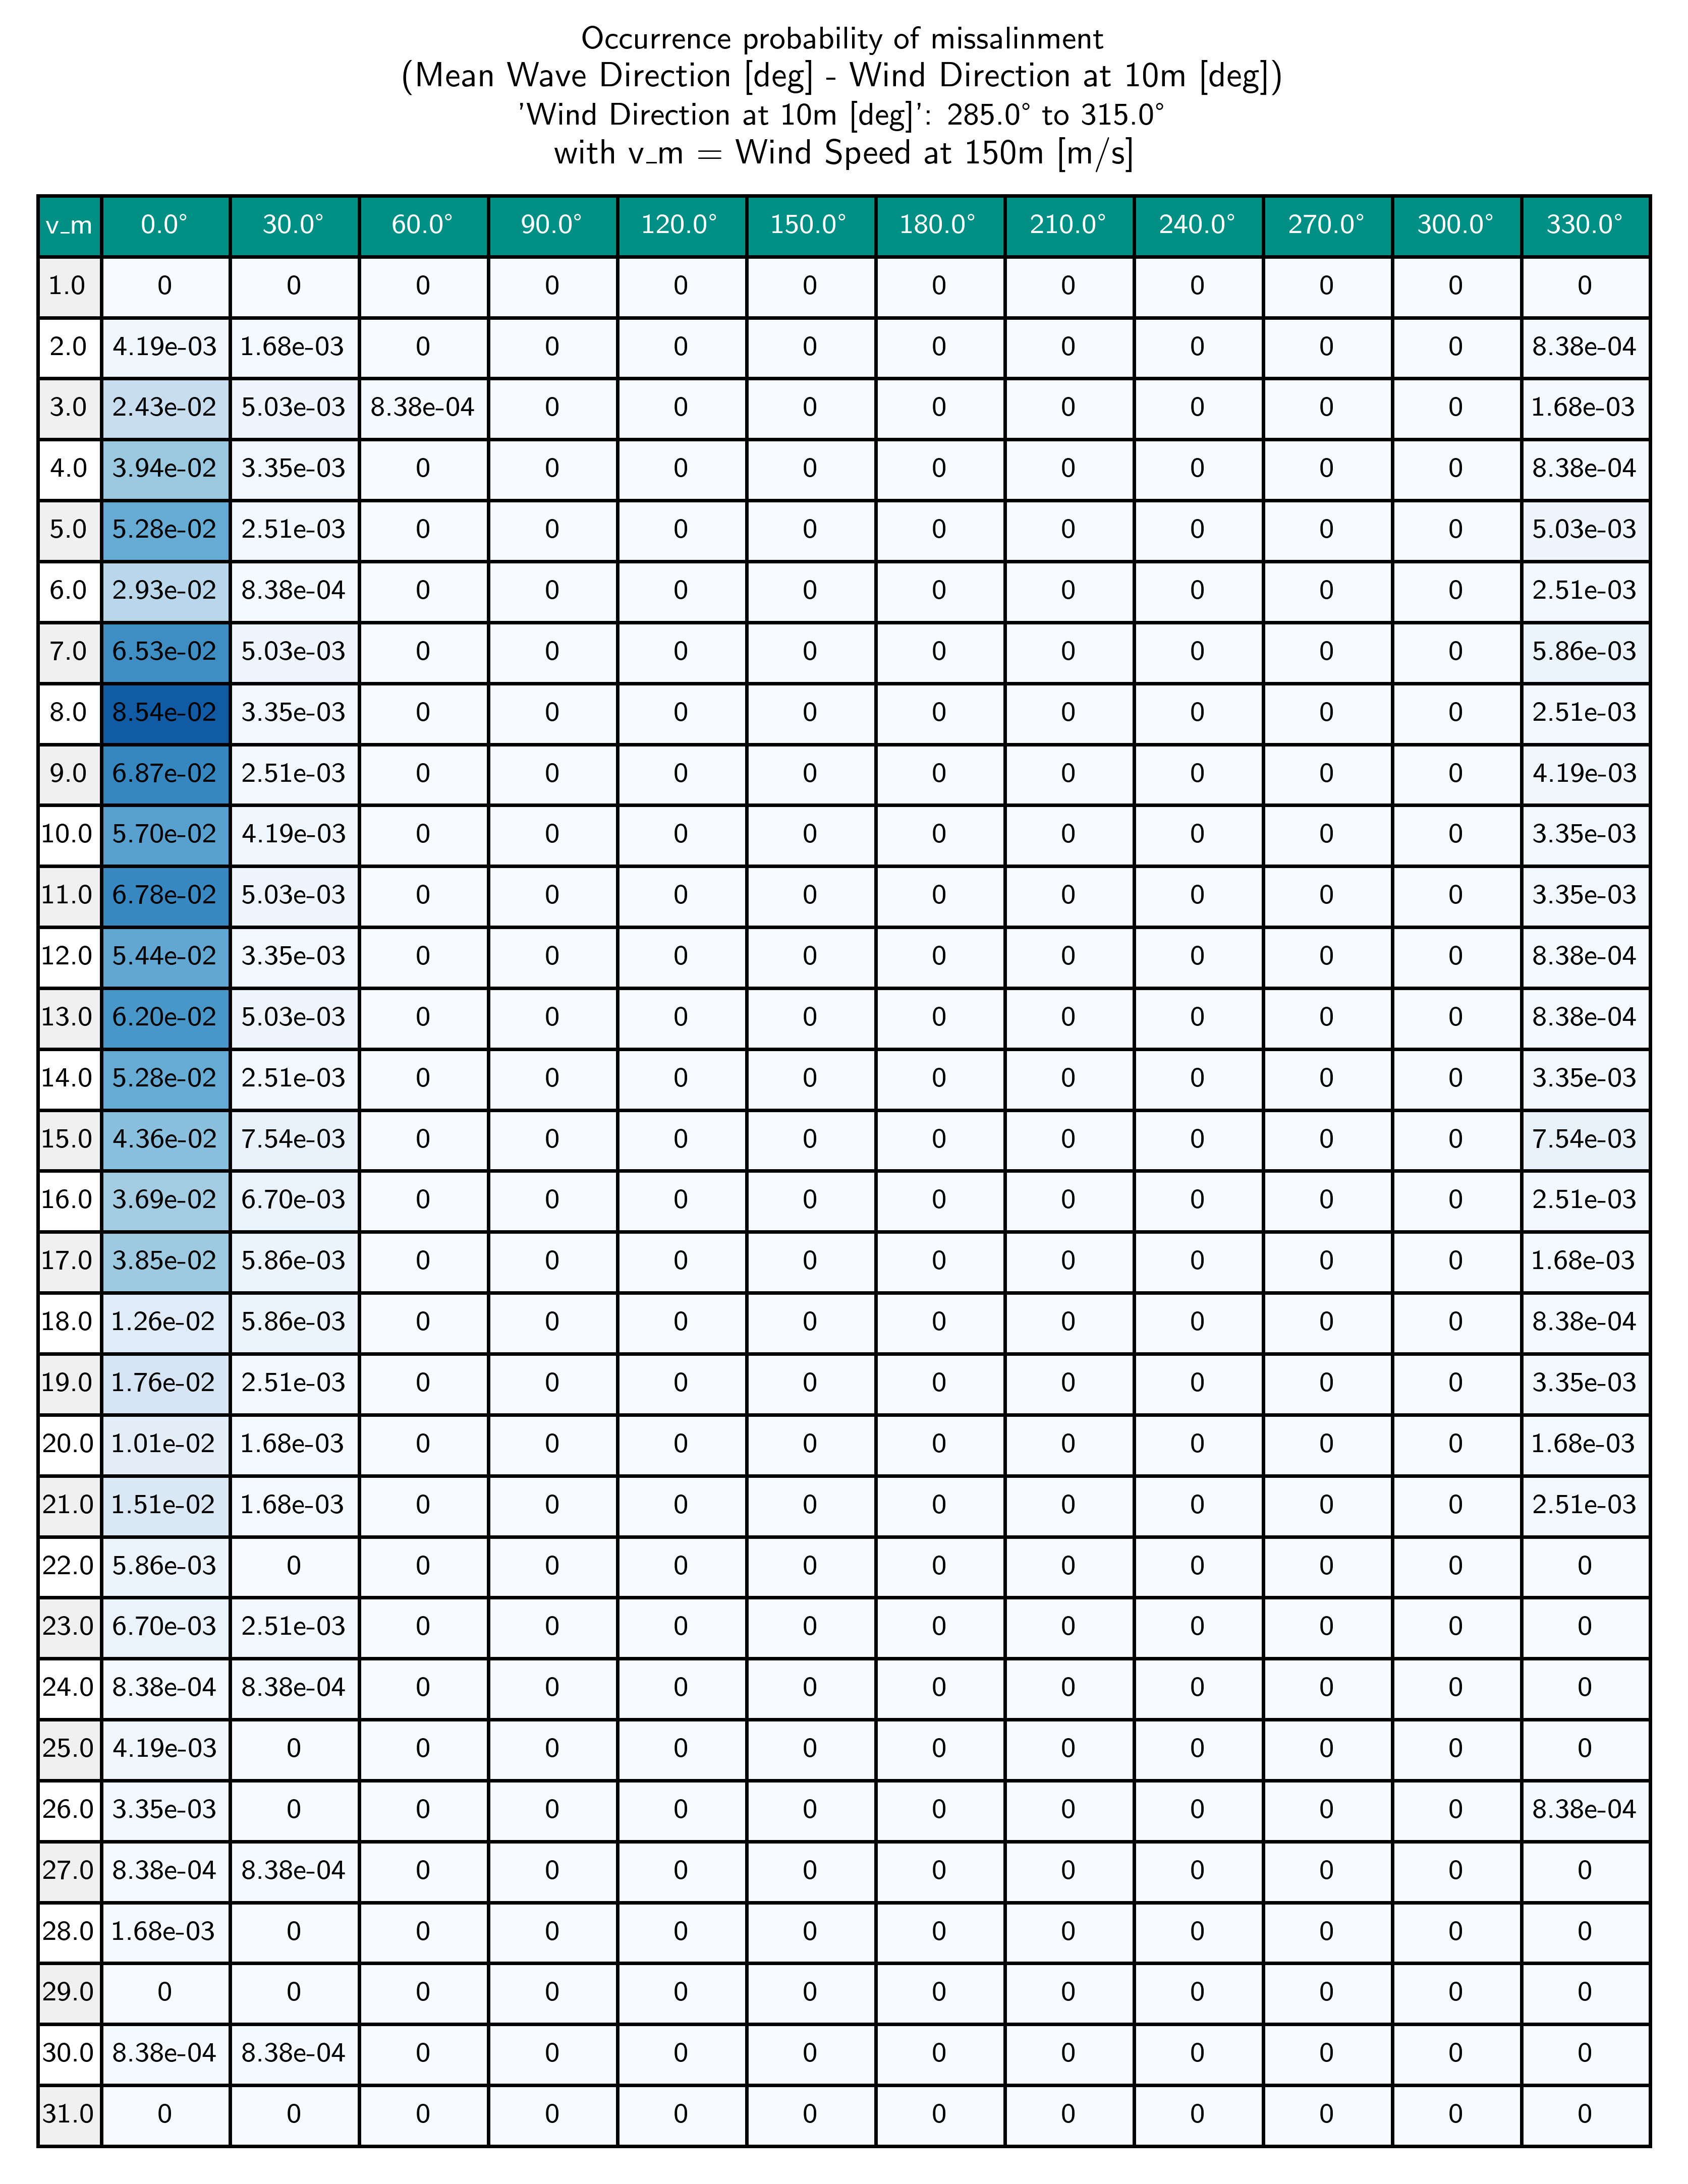 Occurrence probability of missalinment
(Mean Wave Direction [deg] - Wind Direction at 10m [deg])
'Wind Direction at 10m [deg]': 285.0° to 315.0°
with v_m = Wind Speed at 150m [m/s]
v_m 0.0° 30.0° 60.0° 90.0° 120.0° 150.0° 180.0° 210.0° 240.0° 270.0° 300.0° 330.0°
1.0 0 0 0 0 0 0 0 0 0 0 0 0
2.0 4.19e-03 1.68e-03 0 0 0 0 0 0 0 0 0 8.38e-04
3.0 2.43e-02 5.03e-03 8.38e-04 0 0 0 0 0 0 0 0 1.68e-03
4.0 3.94e-02 3.35e-03 0 0 0 0 0 0 0 0 0 8.38e-04
5.0 5.28e-02 2.51e-03 0 0 0 0 0 0 0 0 0 5.03e-03
6.0 2.93e-02 8.38e-04 0 0 0 0 0 0 0 0 0 2.51e-03
7.0 6.53e-02 5.03e-03 0 0 0 0 0 0 0 0 0 5.86e-03
8.0 8.54e-02 3.35e-03 0 0 0 0 0 0 0 0 0 2.51e-03
9.0 6.87e-02 2.51e-03 0 0 0 0 0 0 0 0 0 4.19e-03
10.0 5.70e-02 4.19e-03 0 0 0 0 0 0 0 0 0 3.35e-03
11.0 6.78e-02 5.03e-03 0 0 0 0 0 0 0 0 0 3.35e-03
12.0 5.44e-02 3.35e-03 0 0 0 0 0 0 0 0 0 8.38e-04
13.0 6.20e-02 5.03e-03 0 0 0 0 0 0 0 0 0 8.38e-04
14.0 5.28e-02 2.51e-03 0 0 0 0 0 0 0 0 0 3.35e-03
15.0 4.36e-02 7.54e-03 0 0 0 0 0 0 0 0 0 7.54e-03
16.0 3.69e-02 6.70e-03 0 0 0 0 0 0 0 0 0 2.51e-03
17.0 3.85e-02 5.86e-03 0 0 0 0 0 0 0 0 0 1.68e-03
18.0 1.26e-02 5.86e-03 0 0 0 0 0 0 0 0 0 8.38e-04
19.0 1.76e-02 2.51e-03 0 0 0 0 0 0 0 0 0 3.35e-03
20.0 1.01e-02 1.68e-03 0 0 0 0 0 0 0 0 0 1.68e-03
21.0 1.51e-02 1.68e-03 0 0 0 0 0 0 0 0 0 2.51e-03
22.0 5.86e-03 0 0 0 0 0 0 0 0 0 0 0
23.0 6.70e-03 2.51e-03 0 0 0 0 0 0 0 0 0 0
24.0 8.38e-04 8.38e-04 0 0 0 0 0 0 0 0 0 0
25.0 4.19e-03 0 0 0 0 0 0 0 0 0 0 0
26.0 3.35e-03 0 0 0 0 0 0 0 0 0 0 8.38e-04
27.0 8.38e-04 8.38e-04 0 0 0 0 0 0 0 0 0 0
28.0 1.68e-03 0 0 0 0 0 0 0 0 0 0 0
29.0 0 0 0 0 0 0 0 0 0 0 0 0
30.0 8.38e-04 8.38e-04 0 0 0 0 0 0 0 0 0 0
31.0 0 0 0 0 0 0 0 0 0 0 0 0